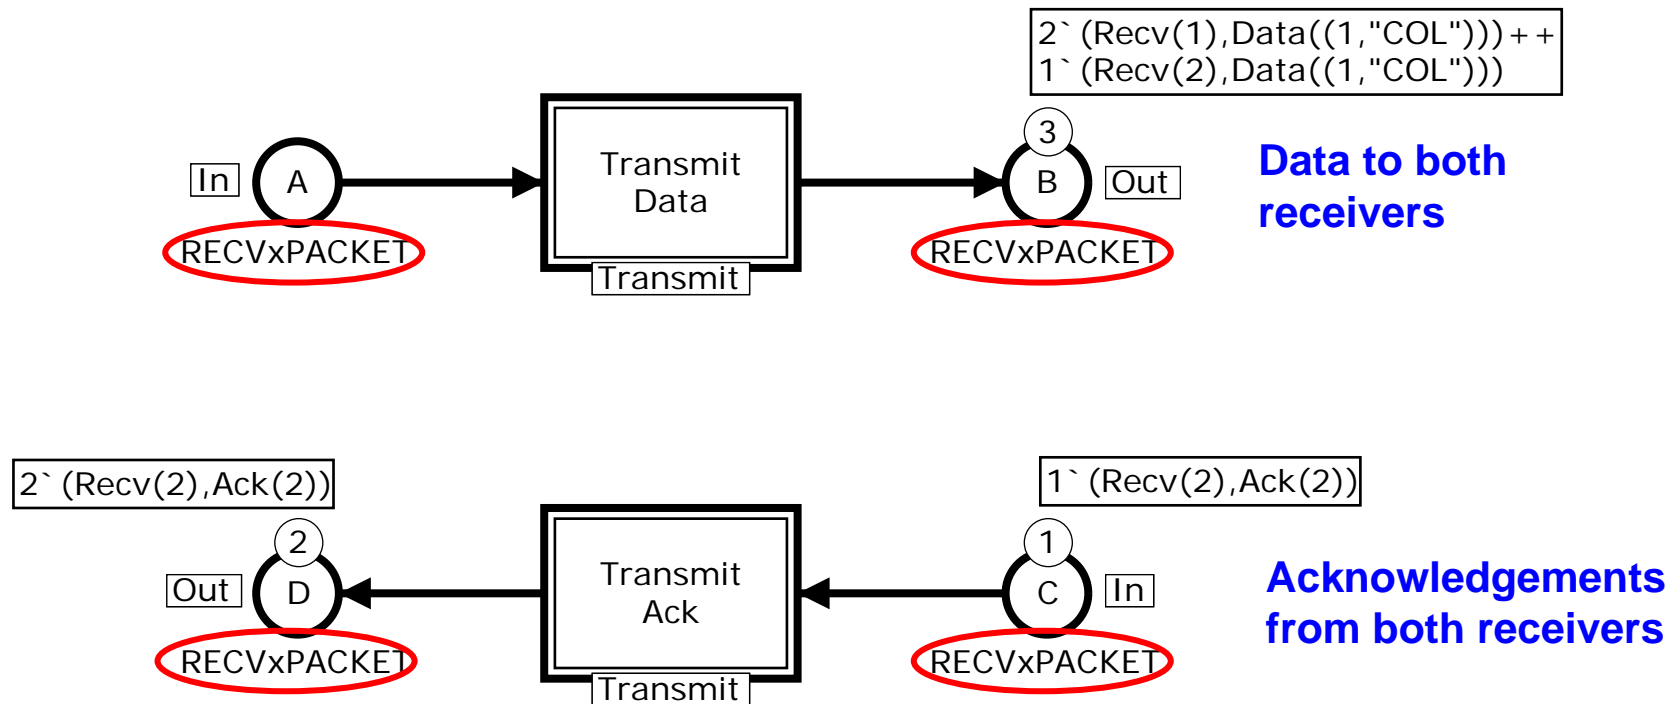 2`(Recv(1),Data((1,"COL")))++
1`(Recv(2),Data((1,"COL")))
3
In
A
Transmit
Data
B
Out
Data to both
receivers
RECVxPACKET
Transmit
RECVxPACKET
2`(Recv(2),Ack(2))
1`(Recv(2),Ack(2))
2
1
Out
D
Transmit
Ack
C
In
Acknowledgements
from both receivers
RECVxPACKET
Transmit
RECVxPACKET